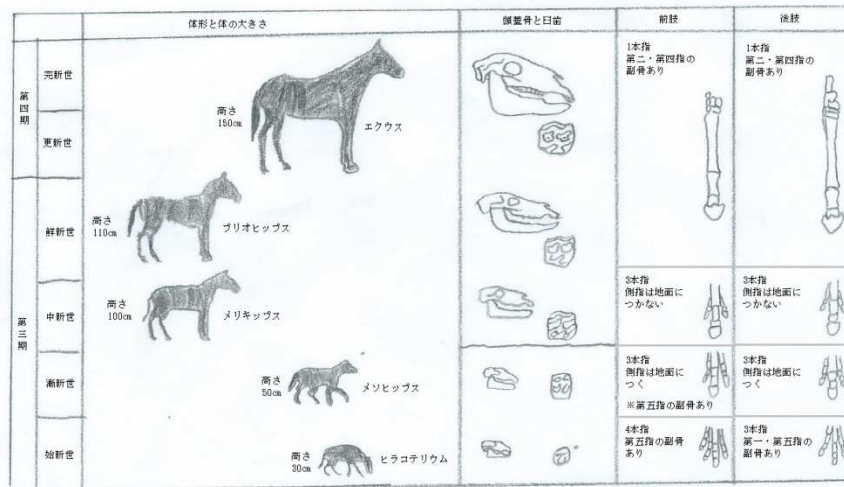 体形と体の大きさ
頭蓋骨と臼歯
前肢
後肢
第四期
完新世
更新世
高さ
150cm
エクウス
1本指
第二・第四指の
副骨あり
1本指
第二・第四指の
副骨あり
第三期
鮮新世
高さ
110cm
プリオヒップス
中新世
高さ
100cm
メリキップス
3本指
側指は地面に
つかない
3本指
側指は地面に
つかない
漸新世
高さ
50cm
メソヒップス
3本指
側指は地面に
つく
※第五指の副骨あり
3本指
側指は地面に
つく
始新世
高さ
30cm
ヒラコテリウム
4本指
第五指の副骨
あり
3本指
第一・第五指の
副骨あり